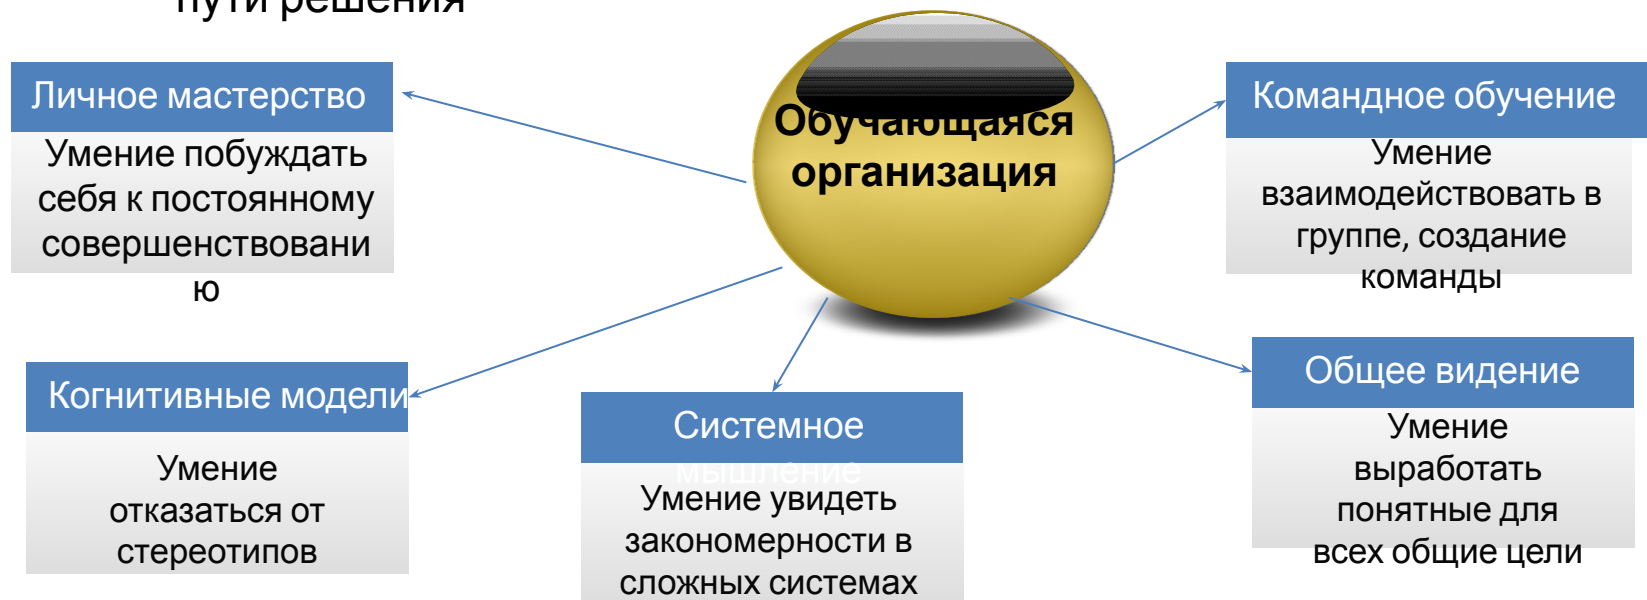 пути решения
Обучающаяся
организация
Личное мастерство
Умение побуждать
себя к постоянному
совершенствовани
ю
Командное обучение
Умение
взаимодействовать в
группе, создание
команды
Когнитивные модели
Умение
отказаться от
стереотипов
Системное
мышление
Умение увидеть
закономерности в
сложных системах
Общее видение
Умение
выработать
понятные для
всех общие цели